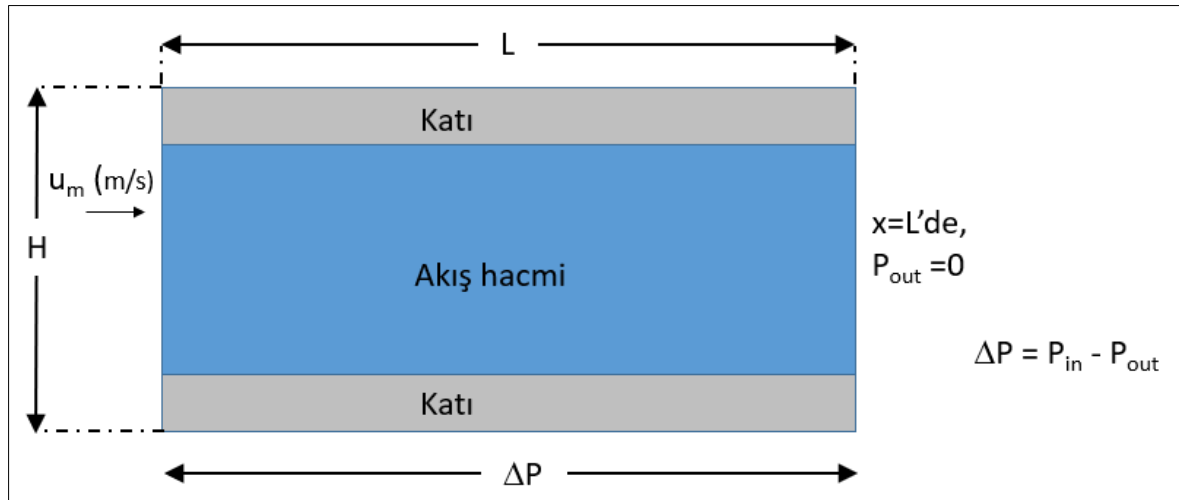 L
Katı
u_m (m/s)
H
Akış hacmi
x=L’de,
P_out =0
ΔP = P_in - P_out
Katı
ΔP